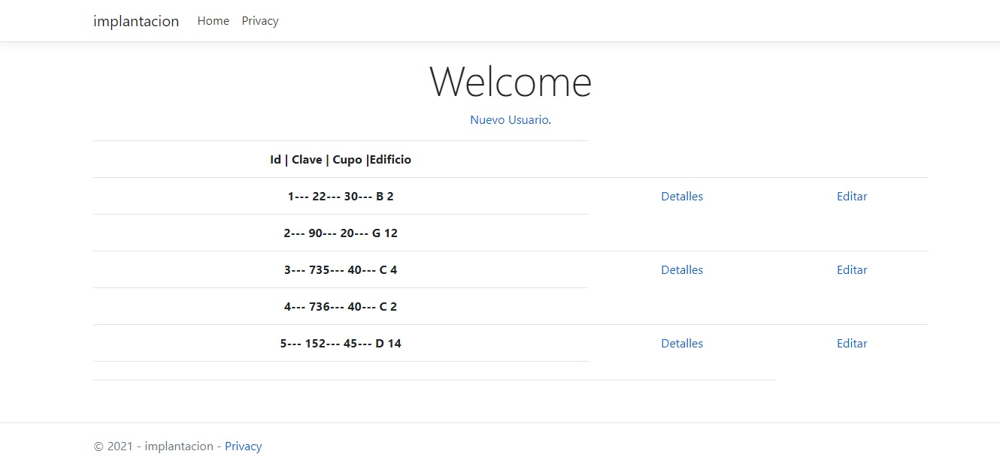 implantacion Home Privacy
Welcome
Nuevo Usuario.
Id | Clave | Cupo |Edificio
1--- 22--- 30--- B 2 Detalles Editar
2--- 90--- 20--- G 12
3--- 735--- 40--- C 4 Detalles Editar
4--- 736--- 40--- C 2
5--- 152--- 45--- D 14 Detalles Editar
© 2021 - implantacion - Privacy